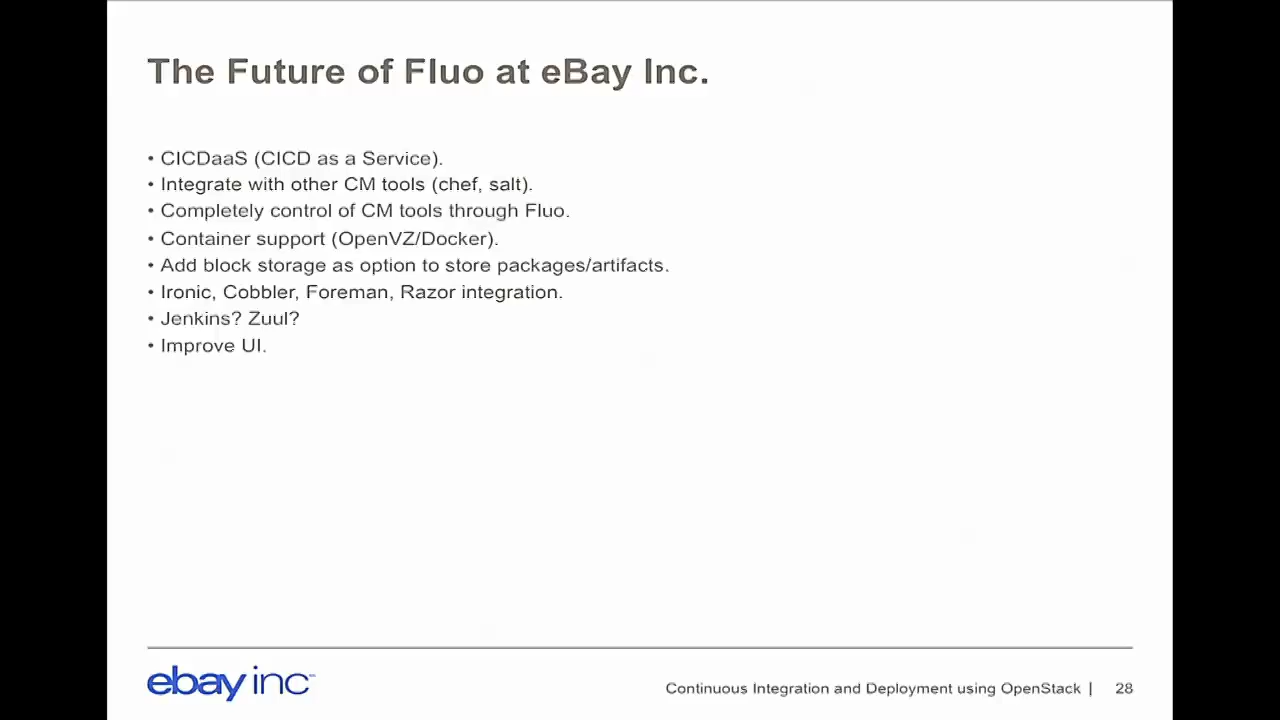 The Future of Fluo at eBay Inc.
• CICDaaS (CICD as a Service).
• Integrate with other CM tools (chef, salt).
• Completely control of CM tools through Fluo.
• Container support (OpenVZ/Docker).
• Add block storage as option to store packages/artifacts.
• Ironic, Cobbler, Foreman, Razor integration.
• Jenkins? Zuul?
• Improve UI.
ebay inc™
Continuous Integration and Deployment using OpenStack | 28